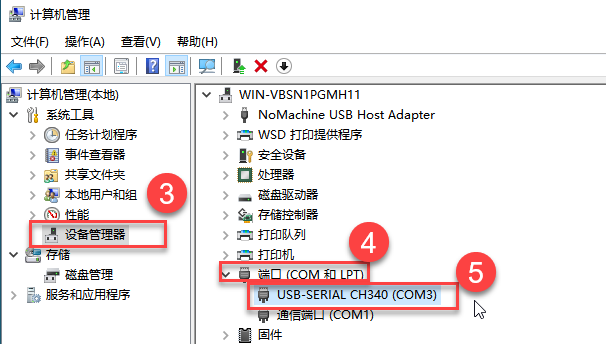 计算机管理
文件(F) 操作(A) 查看(V) 帮助(H)
计算机管理(本地)
系统工具
任务计划程序
事件查看器
共享文件夹
本地用户和组
3
性能
设备管理器
存储
磁盘管理
服务和应用程序
WIN-VBSN1PGMH11
NoMachine USB Host Adapter
WSD 打印提供程序
安全设备
处理器
磁盘驱动器
存储控制器
打印队列
打印机
4
端口 (COM 和 LPT)
5
USB-SERIAL CH340 (COM3)
通信端口 (COM1)
固件